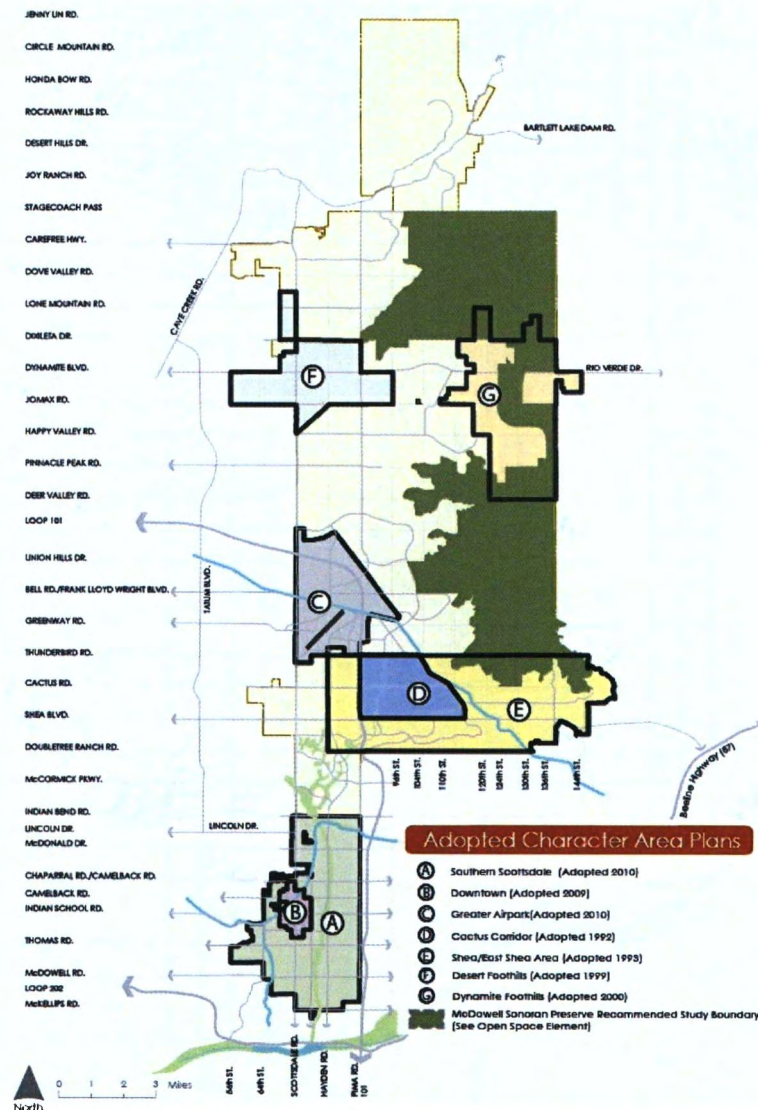 JENNY LIN RD.
CIRCLE MOUNTAIN RD.
HONDA BOW RD.
ROCKAWAY HILLS RD.
BARTLETT LAKE DAM RD.
DESERT HILLS DR.
JOY RANCH RD.
STAGECOACH PASS
CAREFREE HWY.
DOVE VALLEY RD.
CAVE CREEK RD.
LONE MOUNTAIN RD.
DIXILETA DR.
DYNAMITE BLVD.
RIO VERDE DR.
F
G
JOMAX RD.
HAPPY VALLEY RD.
PINNACLE PEAK RD.
DEER VALLEY RD.
LOOP 101
UNION HILLS DR.
TATUM BLVD.
BELL RD./FRANK LLOYD WRIGHT BLVD.
C
GREENWAY RD.
THUNDERBIRD RD.
CACTUS RD.
D
E
SHEA BLVD.
DOUBLETREE RANCH RD.
96th ST.
104th ST.
110th ST.
120th ST.
124th ST.
130th ST.
136th ST.
144th ST.
Beeline Highway (87)
McCORMICK PKWY.
INDIAN BEND RD.
LINCOLN DR.
LINCOLN DR.
McDONALD DR.
CHAPARRAL RD./CAMELBACK RD.
CAMELBACK RD.
INDIAN SCHOOL RD.
B
A
THOMAS RD.
McDOWELL RD.
LOOP 202
McKELLIPS RD.
Adopted Character Area Plans
A Southern Scottsdale (Adopted 2010)
B Downtown (Adopted 2009)
C Greater Airpark(Adopted 2010)
D Cactus Corridor (Adopted 1992)
E Shea/East Shea Area (Adopted 1993)
F Desert Foothills (Adopted 1999)
G Dynamite Foothills (Adopted 2000)
McDowell Sonoran Preserve Recommended Study Boundary
(See Open Space Element)
64th ST.
SCOTTSDALE RD.
HAYDEN RD.
PIMA RD.
101
North
0 1 2 3 Miles